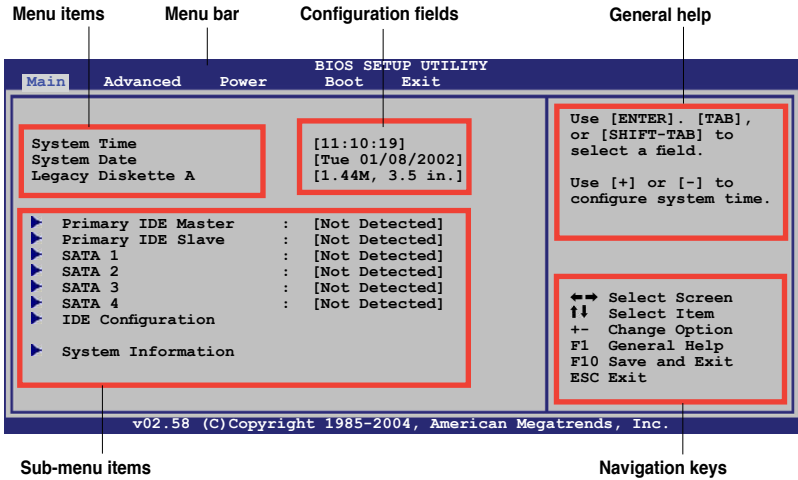 Menu items Menu bar Configuration fields General help
BIOS SETUP UTILITY
Main Advanced Power Boot Exit
System Time [11:10:19]
System Date [Tue 01/08/2002]
Legacy Diskette A [1.44M, 3.5 in.]
Primary IDE Master : [Not Detected]
Primary IDE Slave : [Not Detected]
SATA 1 : [Not Detected]
SATA 2 : [Not Detected]
SATA 3 : [Not Detected]
SATA 4 : [Not Detected]
IDE Configuration
System Information
Use [ENTER]. [TAB],
or [SHIFT-TAB] to
select a field.
Use [+] or [-] to
configure system time.
←→ Select Screen
↑↓ Select Item
+- Change Option
F1 General Help
F10 Save and Exit
ESC Exit
v02.58 (C)Copyright 1985-2004, American Megatrends, Inc.
Sub-menu items Navigation keys